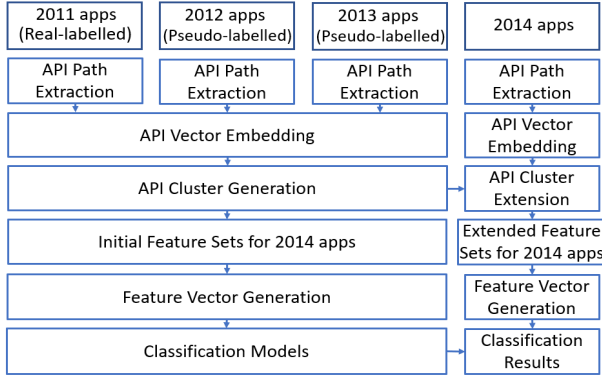 2011 apps
(Real-labelled)
2012 apps
(Pseudo-labelled)
2013 apps
(Pseudo-labelled)
2014 apps
API Path
Extraction
API Path
Extraction
API Path
Extraction
API Path
Extraction
API Vector Embedding
API Vector
Embedding
API Cluster Generation
API Cluster
Extension
Initial Feature Sets for 2014 apps
Extended Feature
Sets for 2014 apps
Feature Vector Generation
Feature Vector
Generation
Classification Models
Classification
Results